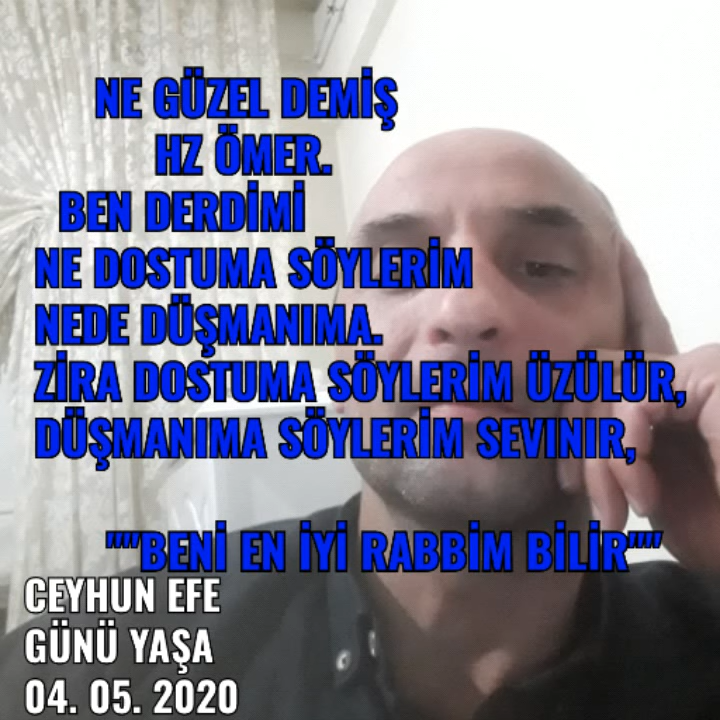 NE GÜZEL DEMİŞ
HZ ÖMER.
BEN DERDİMİ
NE DOSTUMA SÖYLERİM
NEDE DÜŞMANIMA.
ZİRA DOSTUMA SÖYLERİM ÜZÜLÜR,
DÜŞMANIMA SÖYLERİM SEVINIR,
""BENİ EN İYİ RABBİM BİLİR""
CEYHUN EFE
GÜNÜ YAŞA
04. 05. 2020